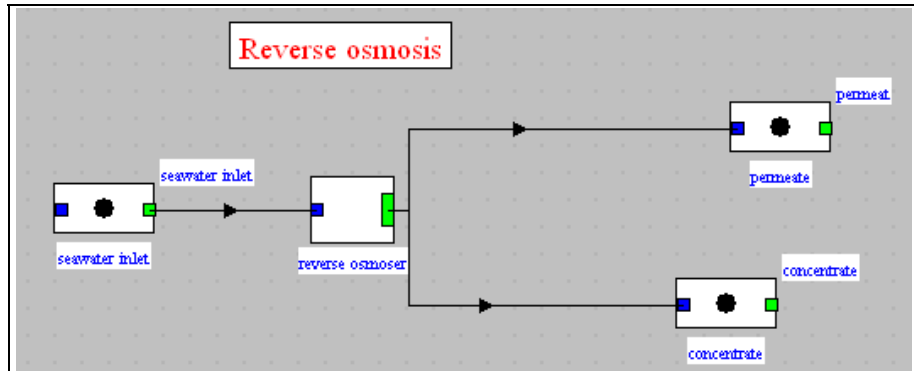 Reverse osmosis
permeat
permeate
seawater inlet
seawater inlet
reverse osmoser
concentrate
concentrate